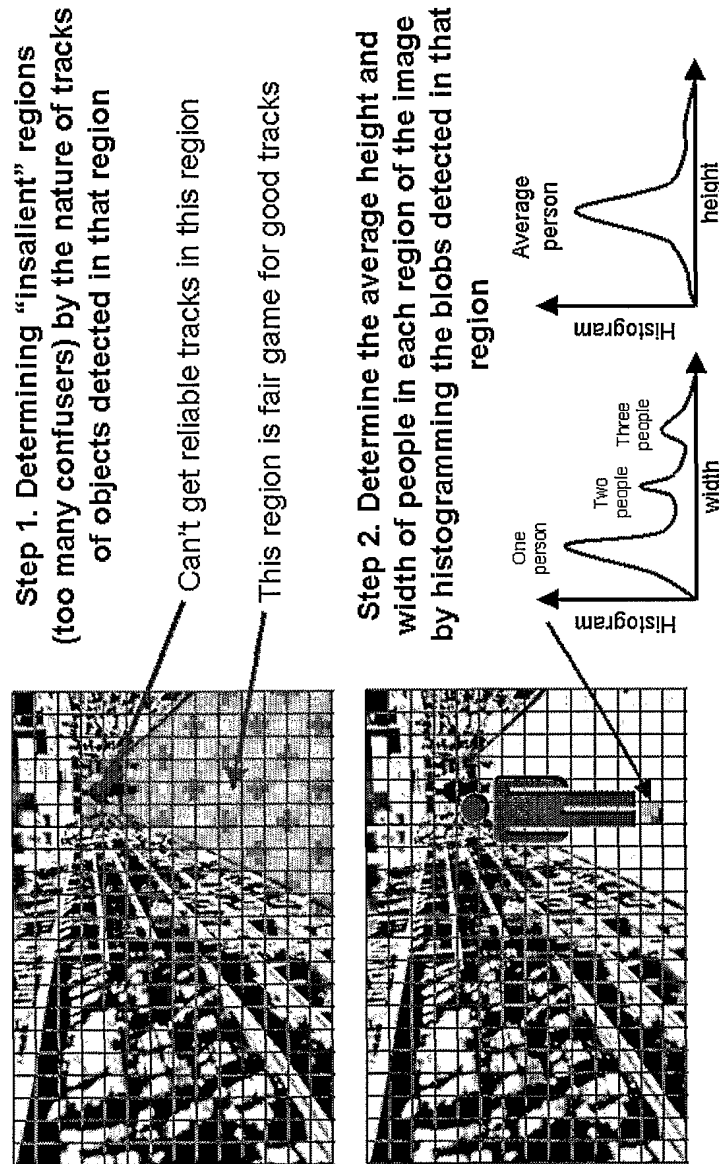 Step 1. Determining “insalient” regions
(too many confusers) by the nature of tracks
of objects detected in that region
Can't get reliable tracks in this region
This region is fair game for good tracks
Step 2. Determine the average height and
width of people in each region of the image
by histogramming the blobs detected in that
region
Histogram
One
person
Two
people
Three
people
width
Histogram
Average
person
height